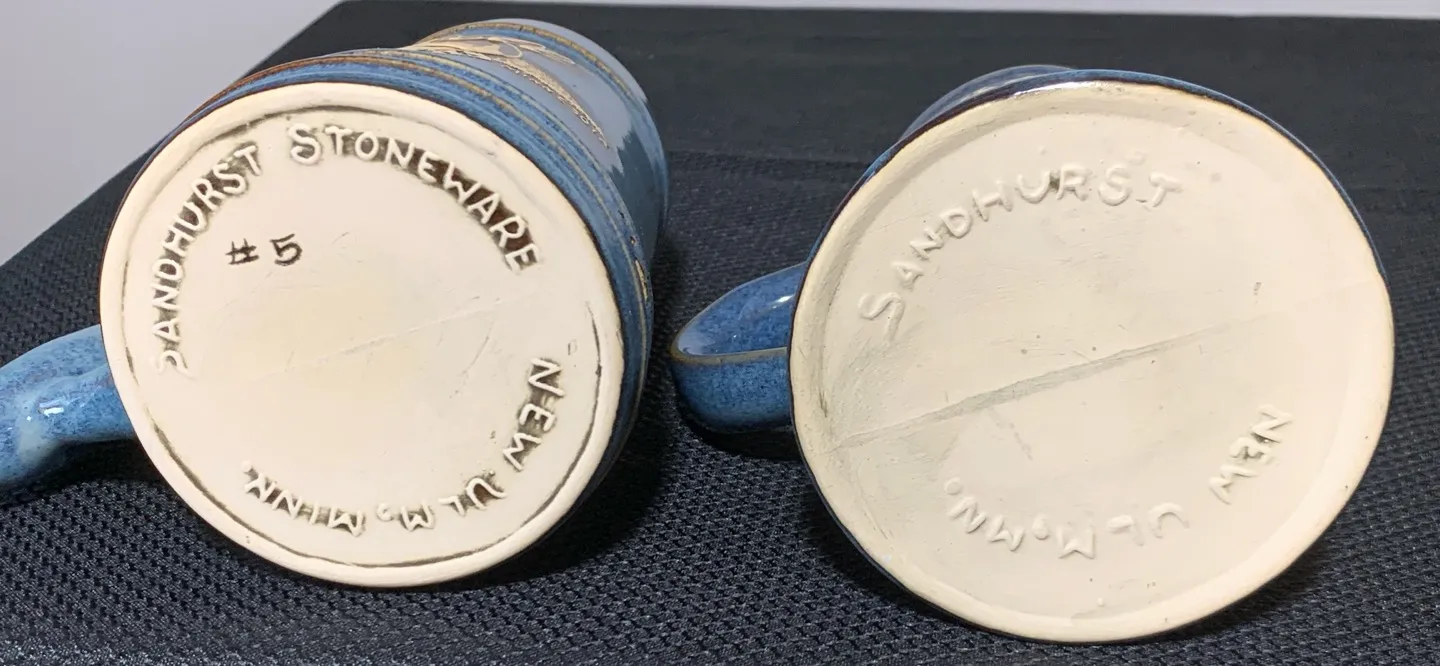 SANDHURST STONEWARE
#5
NEW ULM, MINN.
SANDHURST
NEW ULM, MN.